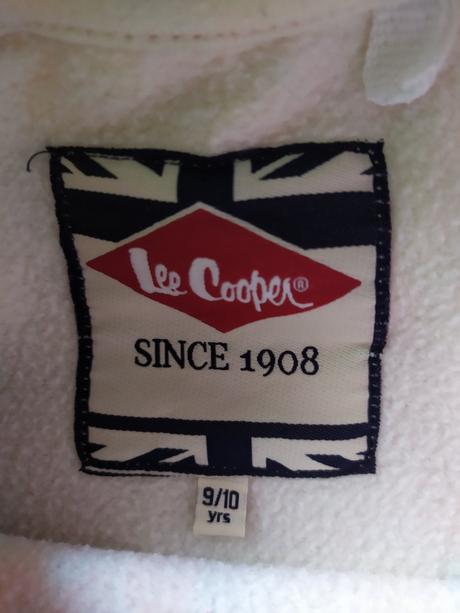 Lee Cooper®
SINCE 1908
9/10
yrs